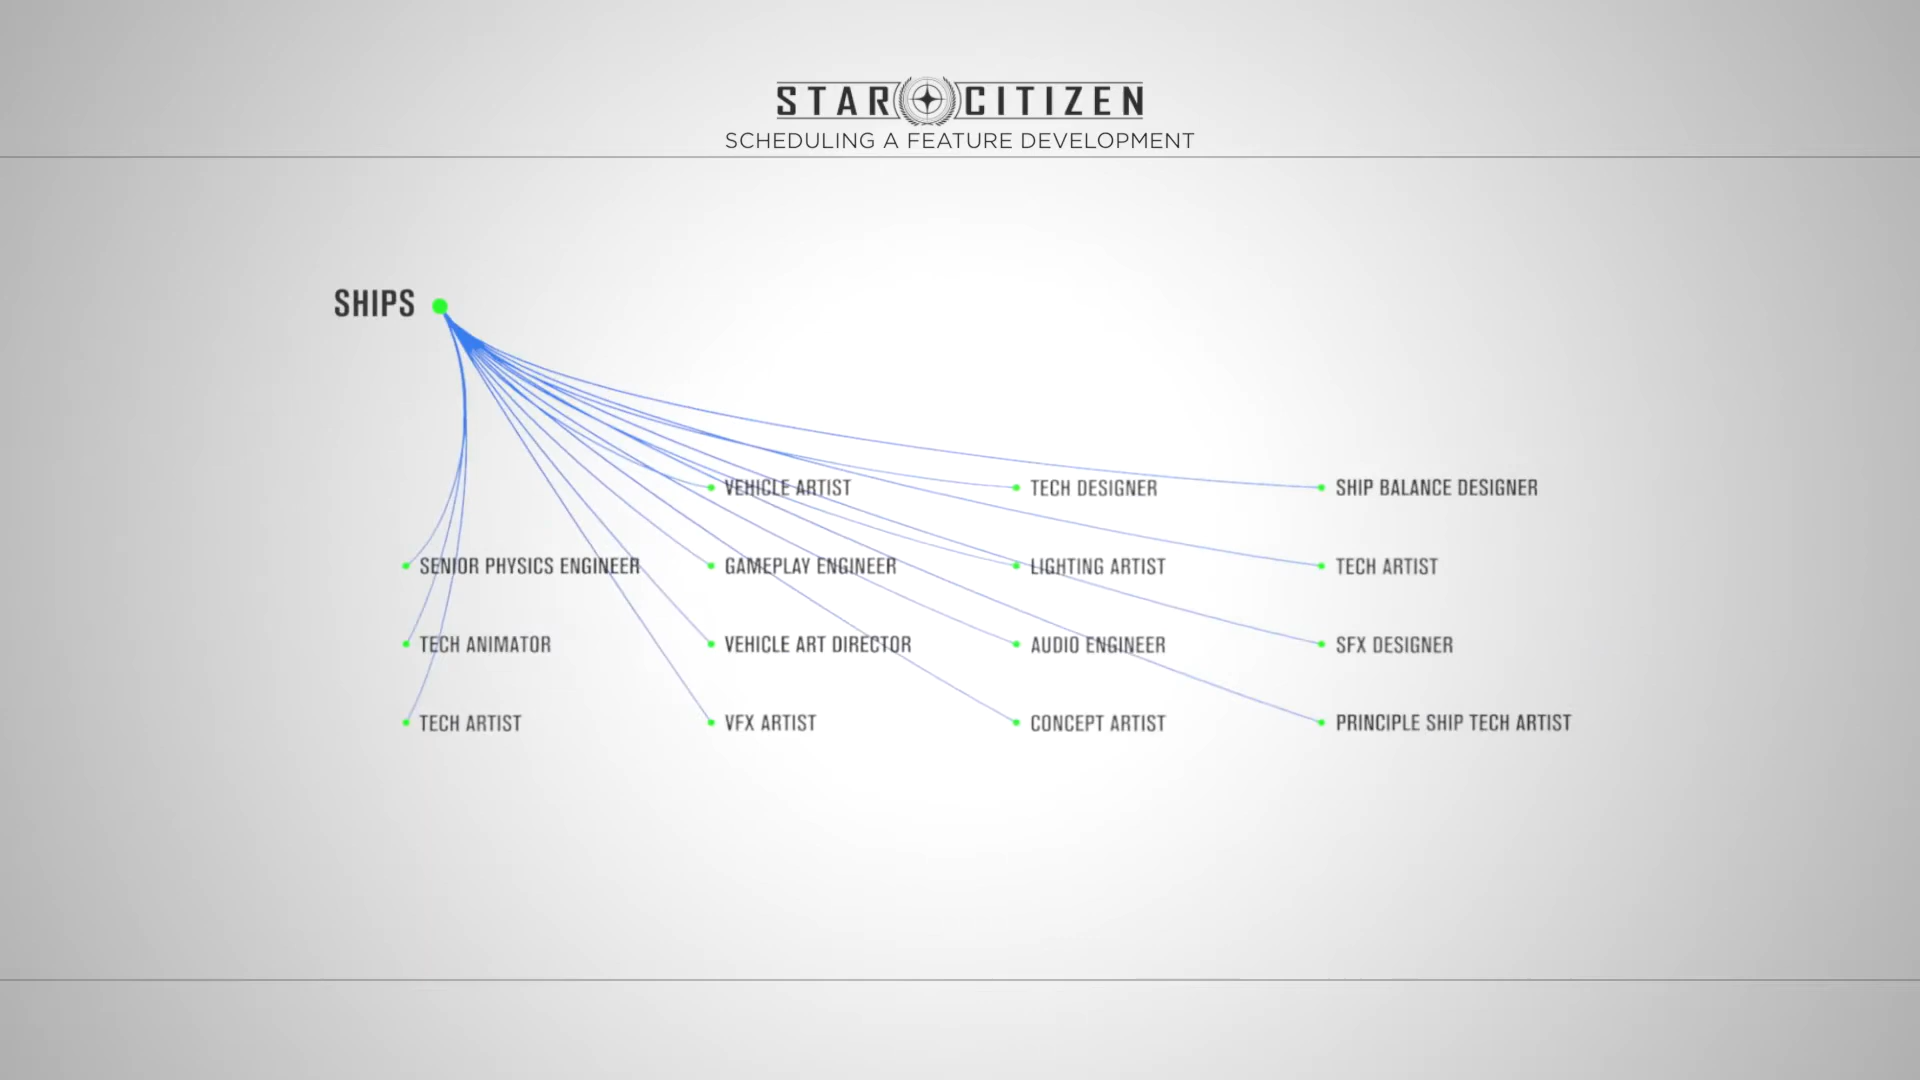 STAR CITIZEN
SCHEDULING A FEATURE DEVELOPMENT
SHIPS
VEHICLE ARTIST
TECH DESIGNER
SHIP BALANCE DESIGNER
SENIOR PHYSICS ENGINEER
GAMEPLAY ENGINEER
LIGHTING ARTIST
TECH ARTIST
TECH ANIMATOR
VEHICLE ART DIRECTOR
AUDIO ENGINEER
SFX DESIGNER
TECH ARTIST
VFX ARTIST
CONCEPT ARTIST
PRINCIPLE SHIP TECH ARTIST